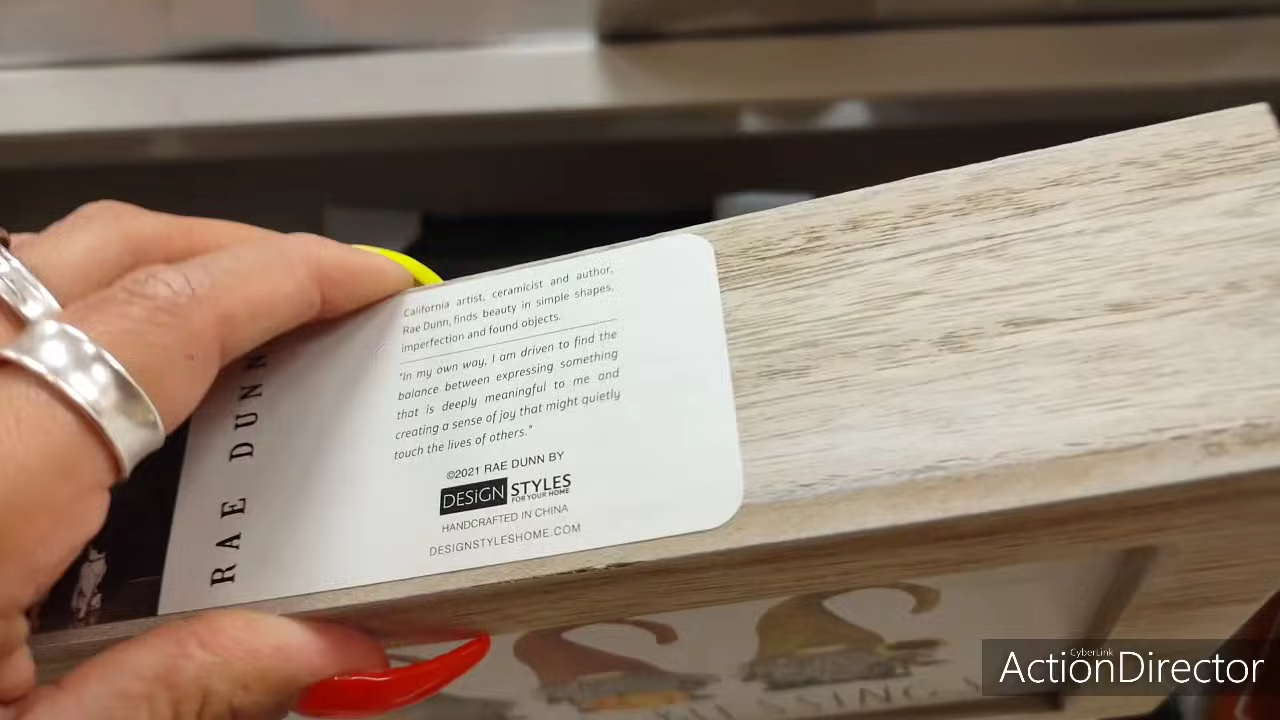 California artist, ceramicist and author,
Rae Dunn, finds beauty in simple shapes,
imperfection and found objects.
"In my own way, I am driven to find the
balance between expressing something
that is deeply meaningful to me and
creating a sense of joy that might quietly
touch the lives of others."
©2021 RAE DUNN BY
DESIGN STYLES
FOR YOUR HOME
HANDCRAFTED IN CHINA
DESIGNSTYLESHOME.COM
RAE DUNN
CyberLink
ActionDirector